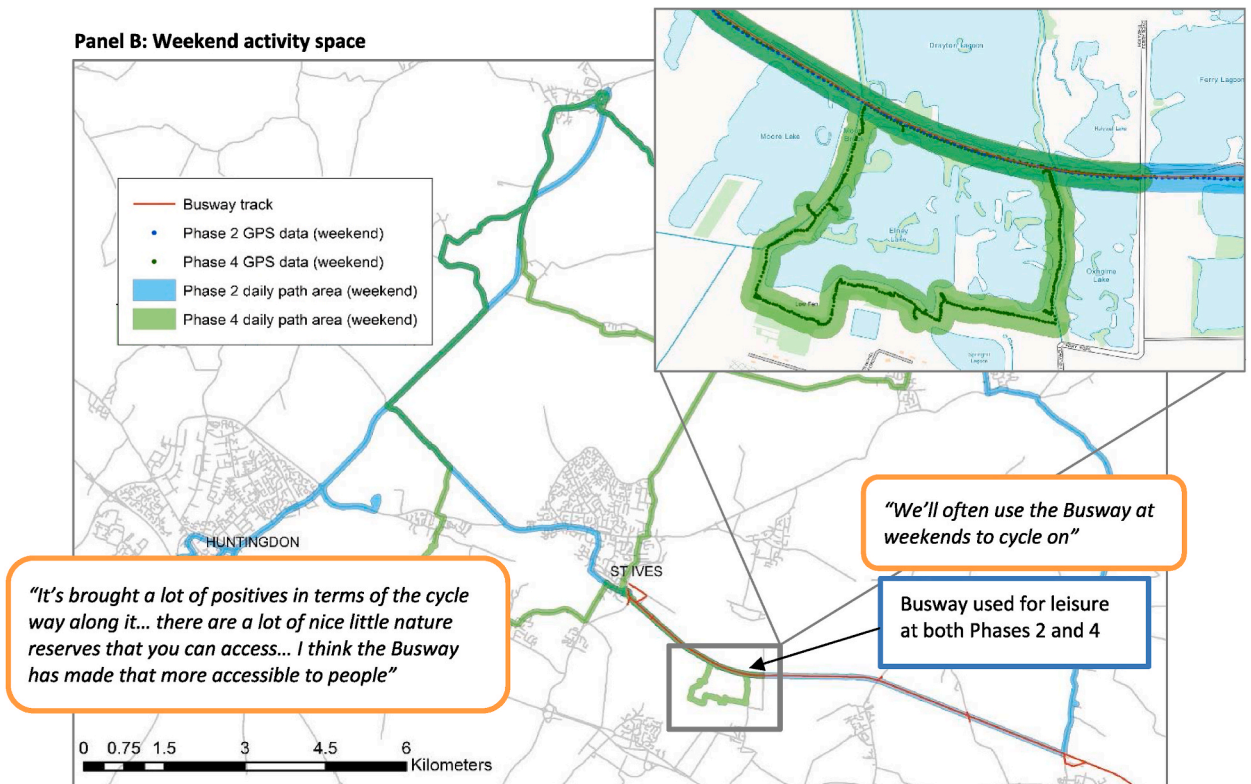 Panel B: Weekend activity space
Drayton Lagoon
Ferry Lagoon
Moore Lake
Elney
Lake
Lake
Lagoon
Busway track
Phase 2 GPS data (weekend)
Phase 4 GPS data (weekend)
Phase 2 daily path area (weekend)
Phase 4 daily path area (weekend)
HUNTINGDON
ST IVES
“We’ll often use the Busway at
weekends to cycle on”
Busway used for leisure
at both Phases 2 and 4
“It’s brought a lot of positives in terms of the cycle
way along it… there are a lot of nice little nature
reserves that you can access… I think the Busway
has made that more accessible to people”
0 0.75 1.5 3 4.5 6
Kilometers